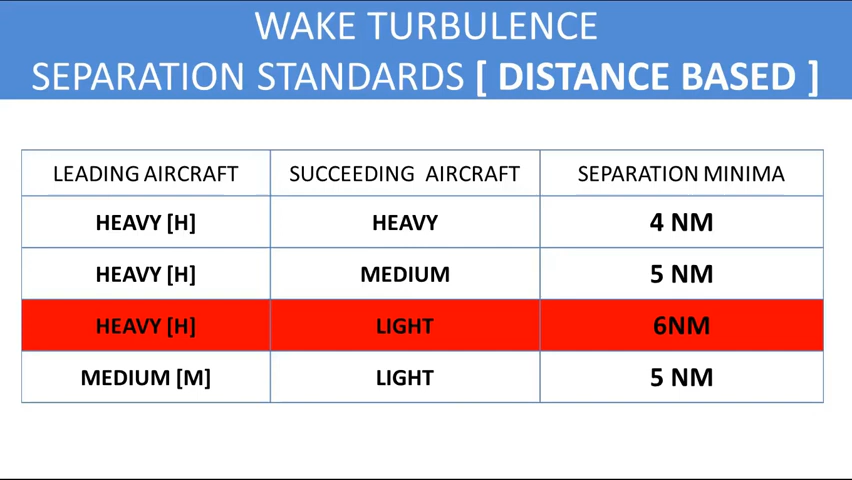 WAKE TURBULENCE
SEPARATION STANDARDS [ DISTANCE BASED ]
LEADING AIRCRAFT SUCCEEDING AIRCRAFT SEPARATION MINIMA
HEAVY [H] HEAVY 4 NM
HEAVY [H] MEDIUM 5 NM
HEAVY [H] LIGHT 6NM
MEDIUM [M] LIGHT 5 NM